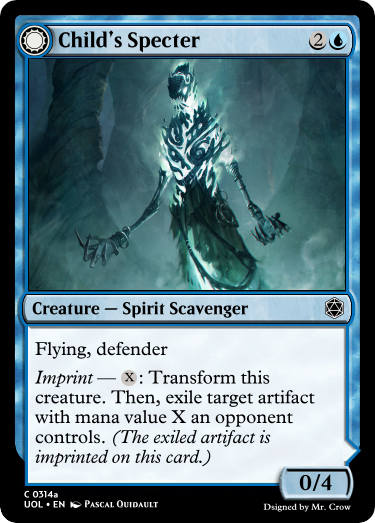 Child's Specter
2
Creature — Spirit Scavenger
Flying, defender
Imprint — X: Transform this
creature. Then, exile target artifact
with mana value X an opponent
controls. (The exiled artifact is
imprinted on this card.)
0/4
C 0314a
UOL • EN Pascal Quidault
Dsigned by Mr. Crow